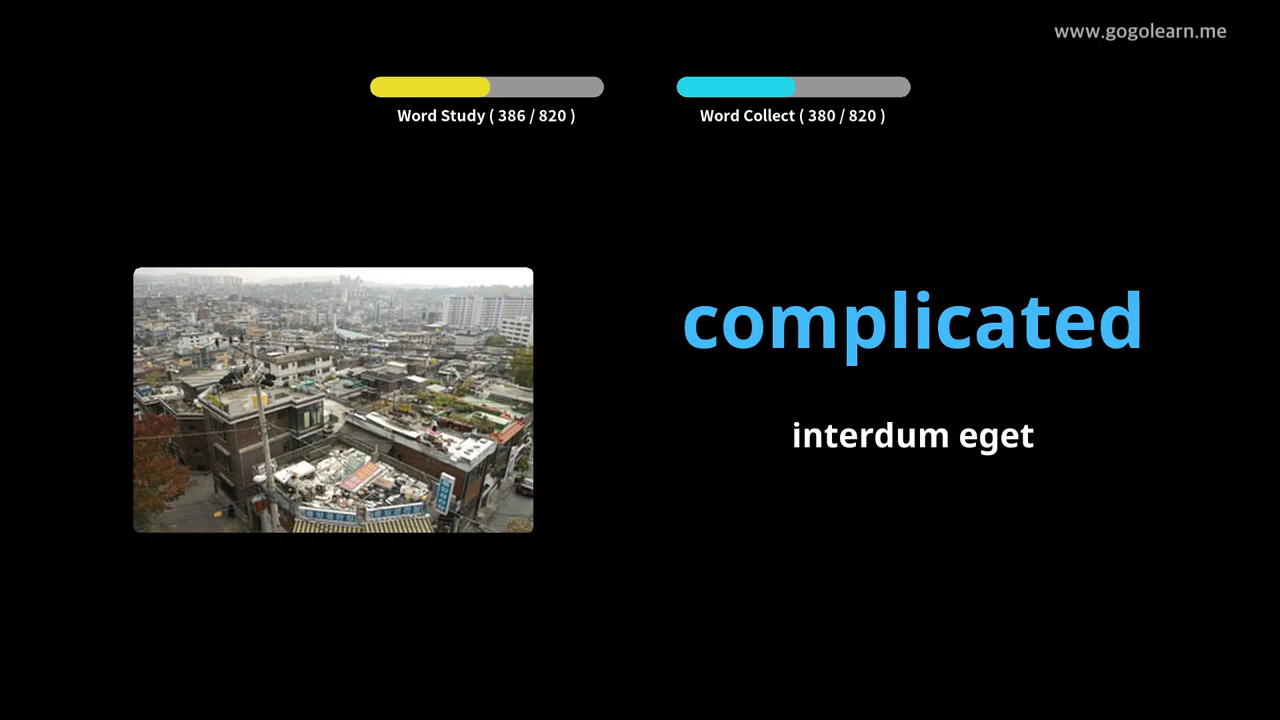 www.gogolearn.me
Word Study ( 386 / 820 )
Word Collect ( 380 / 820 )
complicated
interdum eget